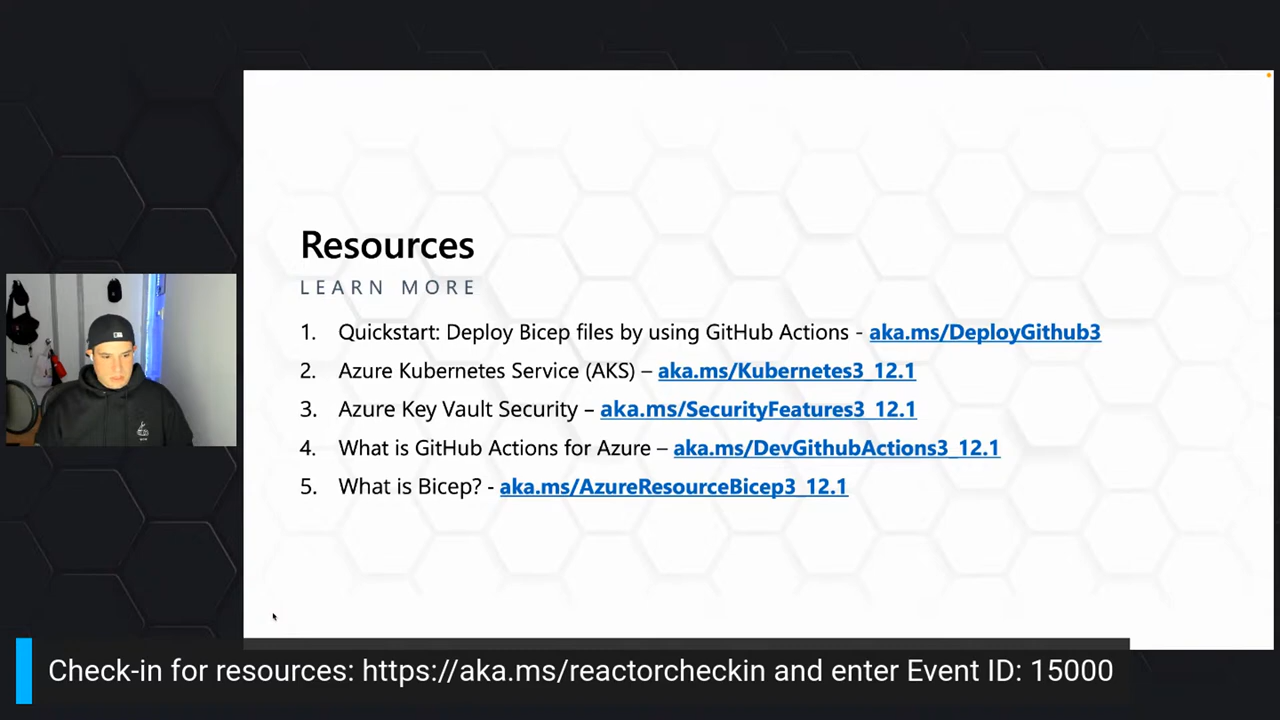 Resources
LEARN MORE
1. Quickstart: Deploy Bicep files by using GitHub Actions - aka.ms/DeployGithub3
2. Azure Kubernetes Service (AKS) – aka.ms/Kubernetes3_12.1
3. Azure Key Vault Security – aka.ms/SecurityFeatures3_12.1
4. What is GitHub Actions for Azure – aka.ms/DevGithubActions3_12.1
5. What is Bicep? - aka.ms/AzureResourceBicep3_12.1
Check-in for resources: https://aka.ms/reactorcheckin and enter Event ID: 15000